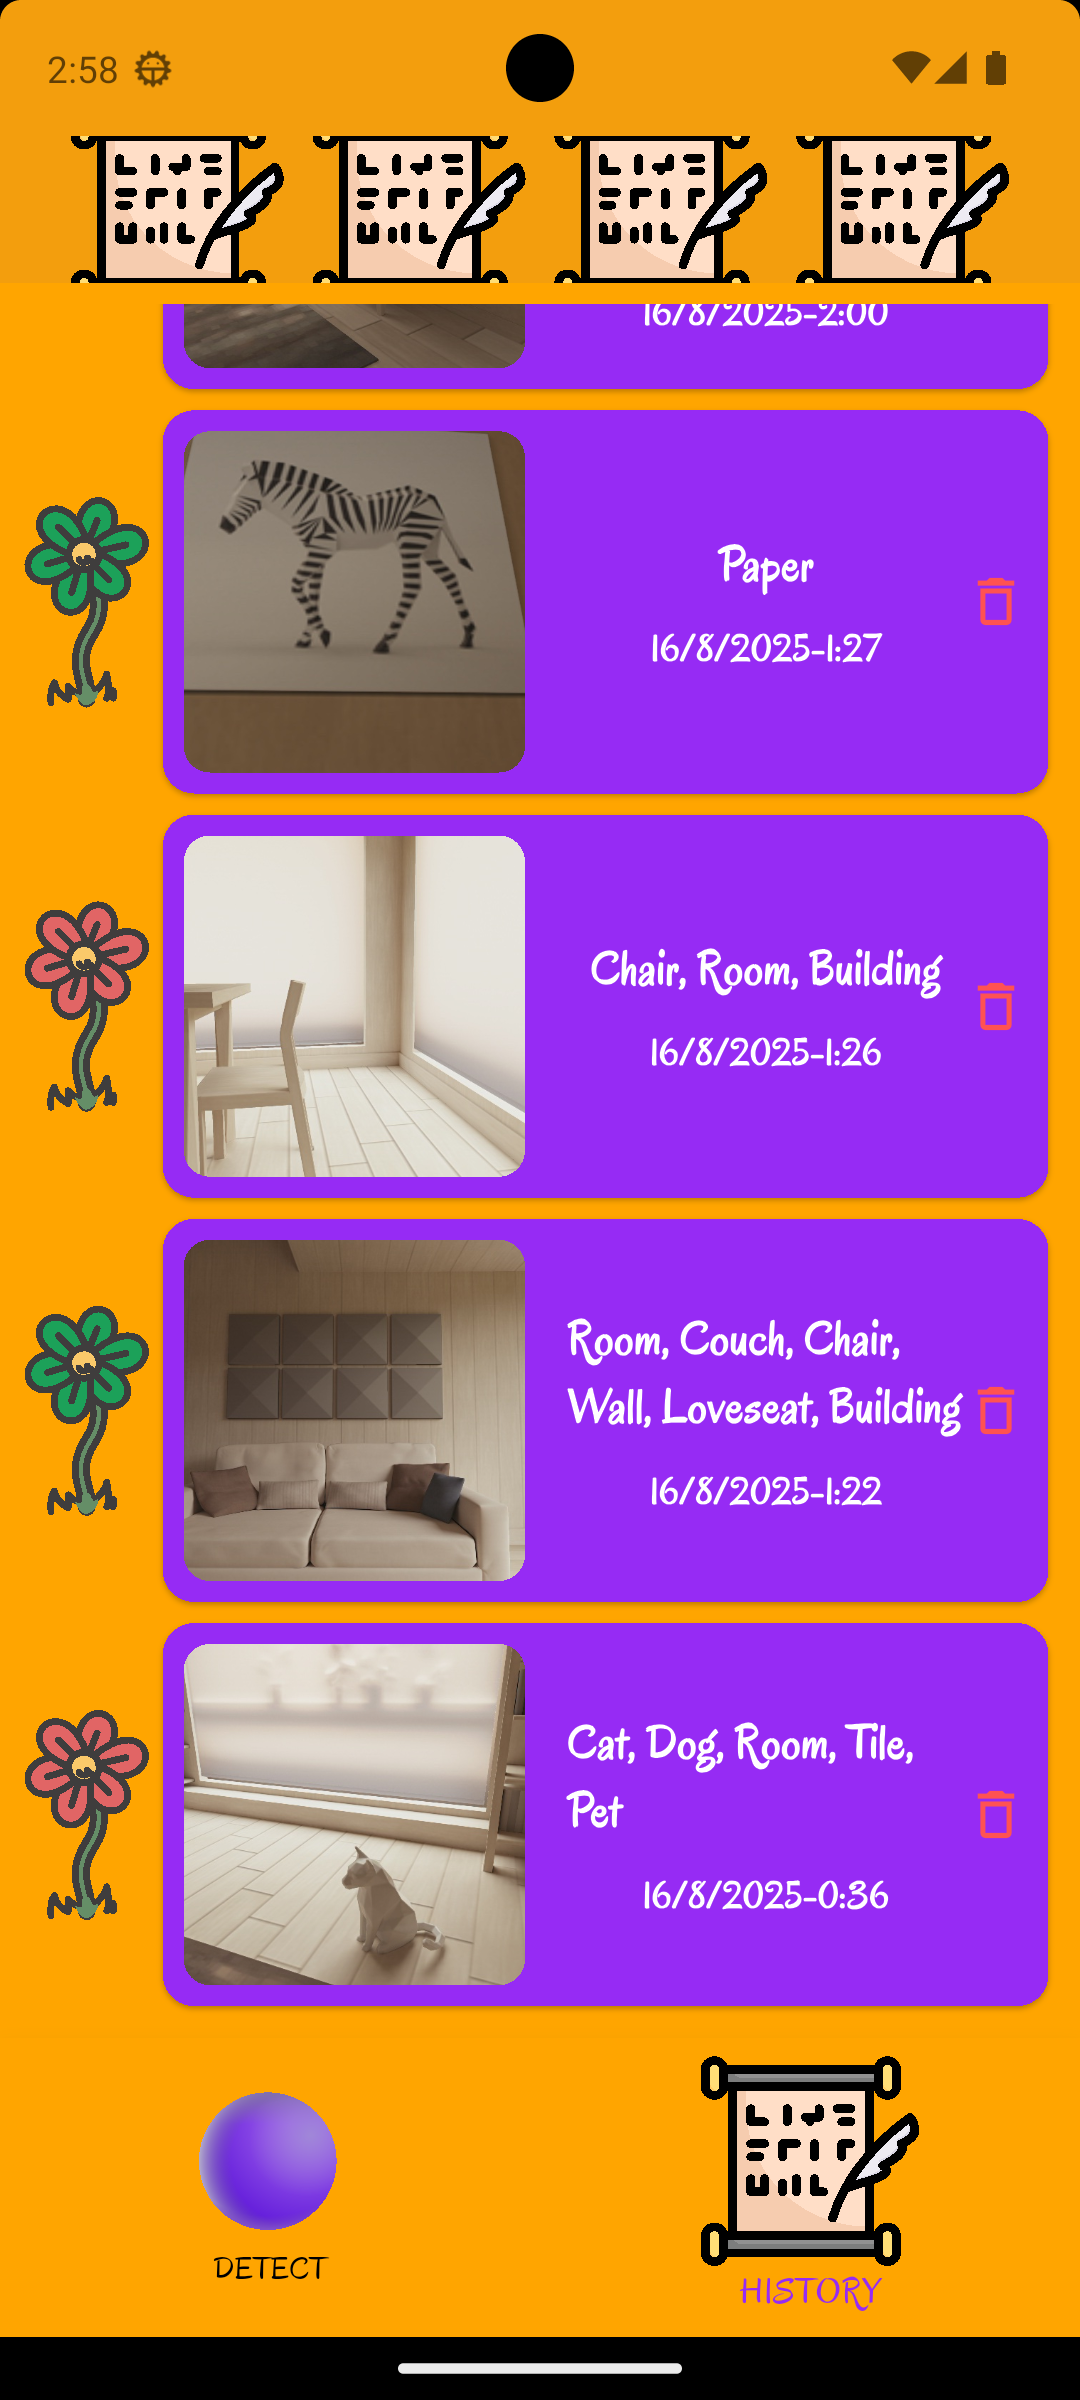 2:58
16/8/2025-2:00
Paper
16/8/2025-1:27
Chair, Room, Building
16/8/2025-1:26
Room, Couch, Chair,
Wall, Loveseat, Building
16/8/2025-1:22
Cat, Dog, Room, Tile,
Pet
16/8/2025-0:36
DETECT
HISTORY